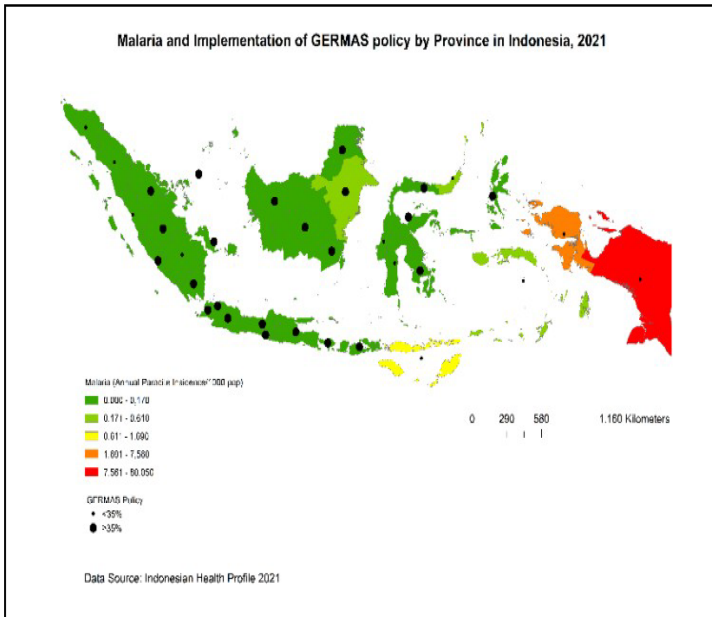 Malaria and Implementation of GERMAS policy by Province in Indonesia, 2021
Malaria (Annual Parasite Insidence/1000 pop)
0.000 - 0.170
0.171 - 0.610
0.611 - 1.690
1.691 - 7.580
7.581 - 80.050
0 290 580 1.160 Kilometers
GERMAS Policy
<35%
>35%
Data Source: Indonesian Health Profile 2021